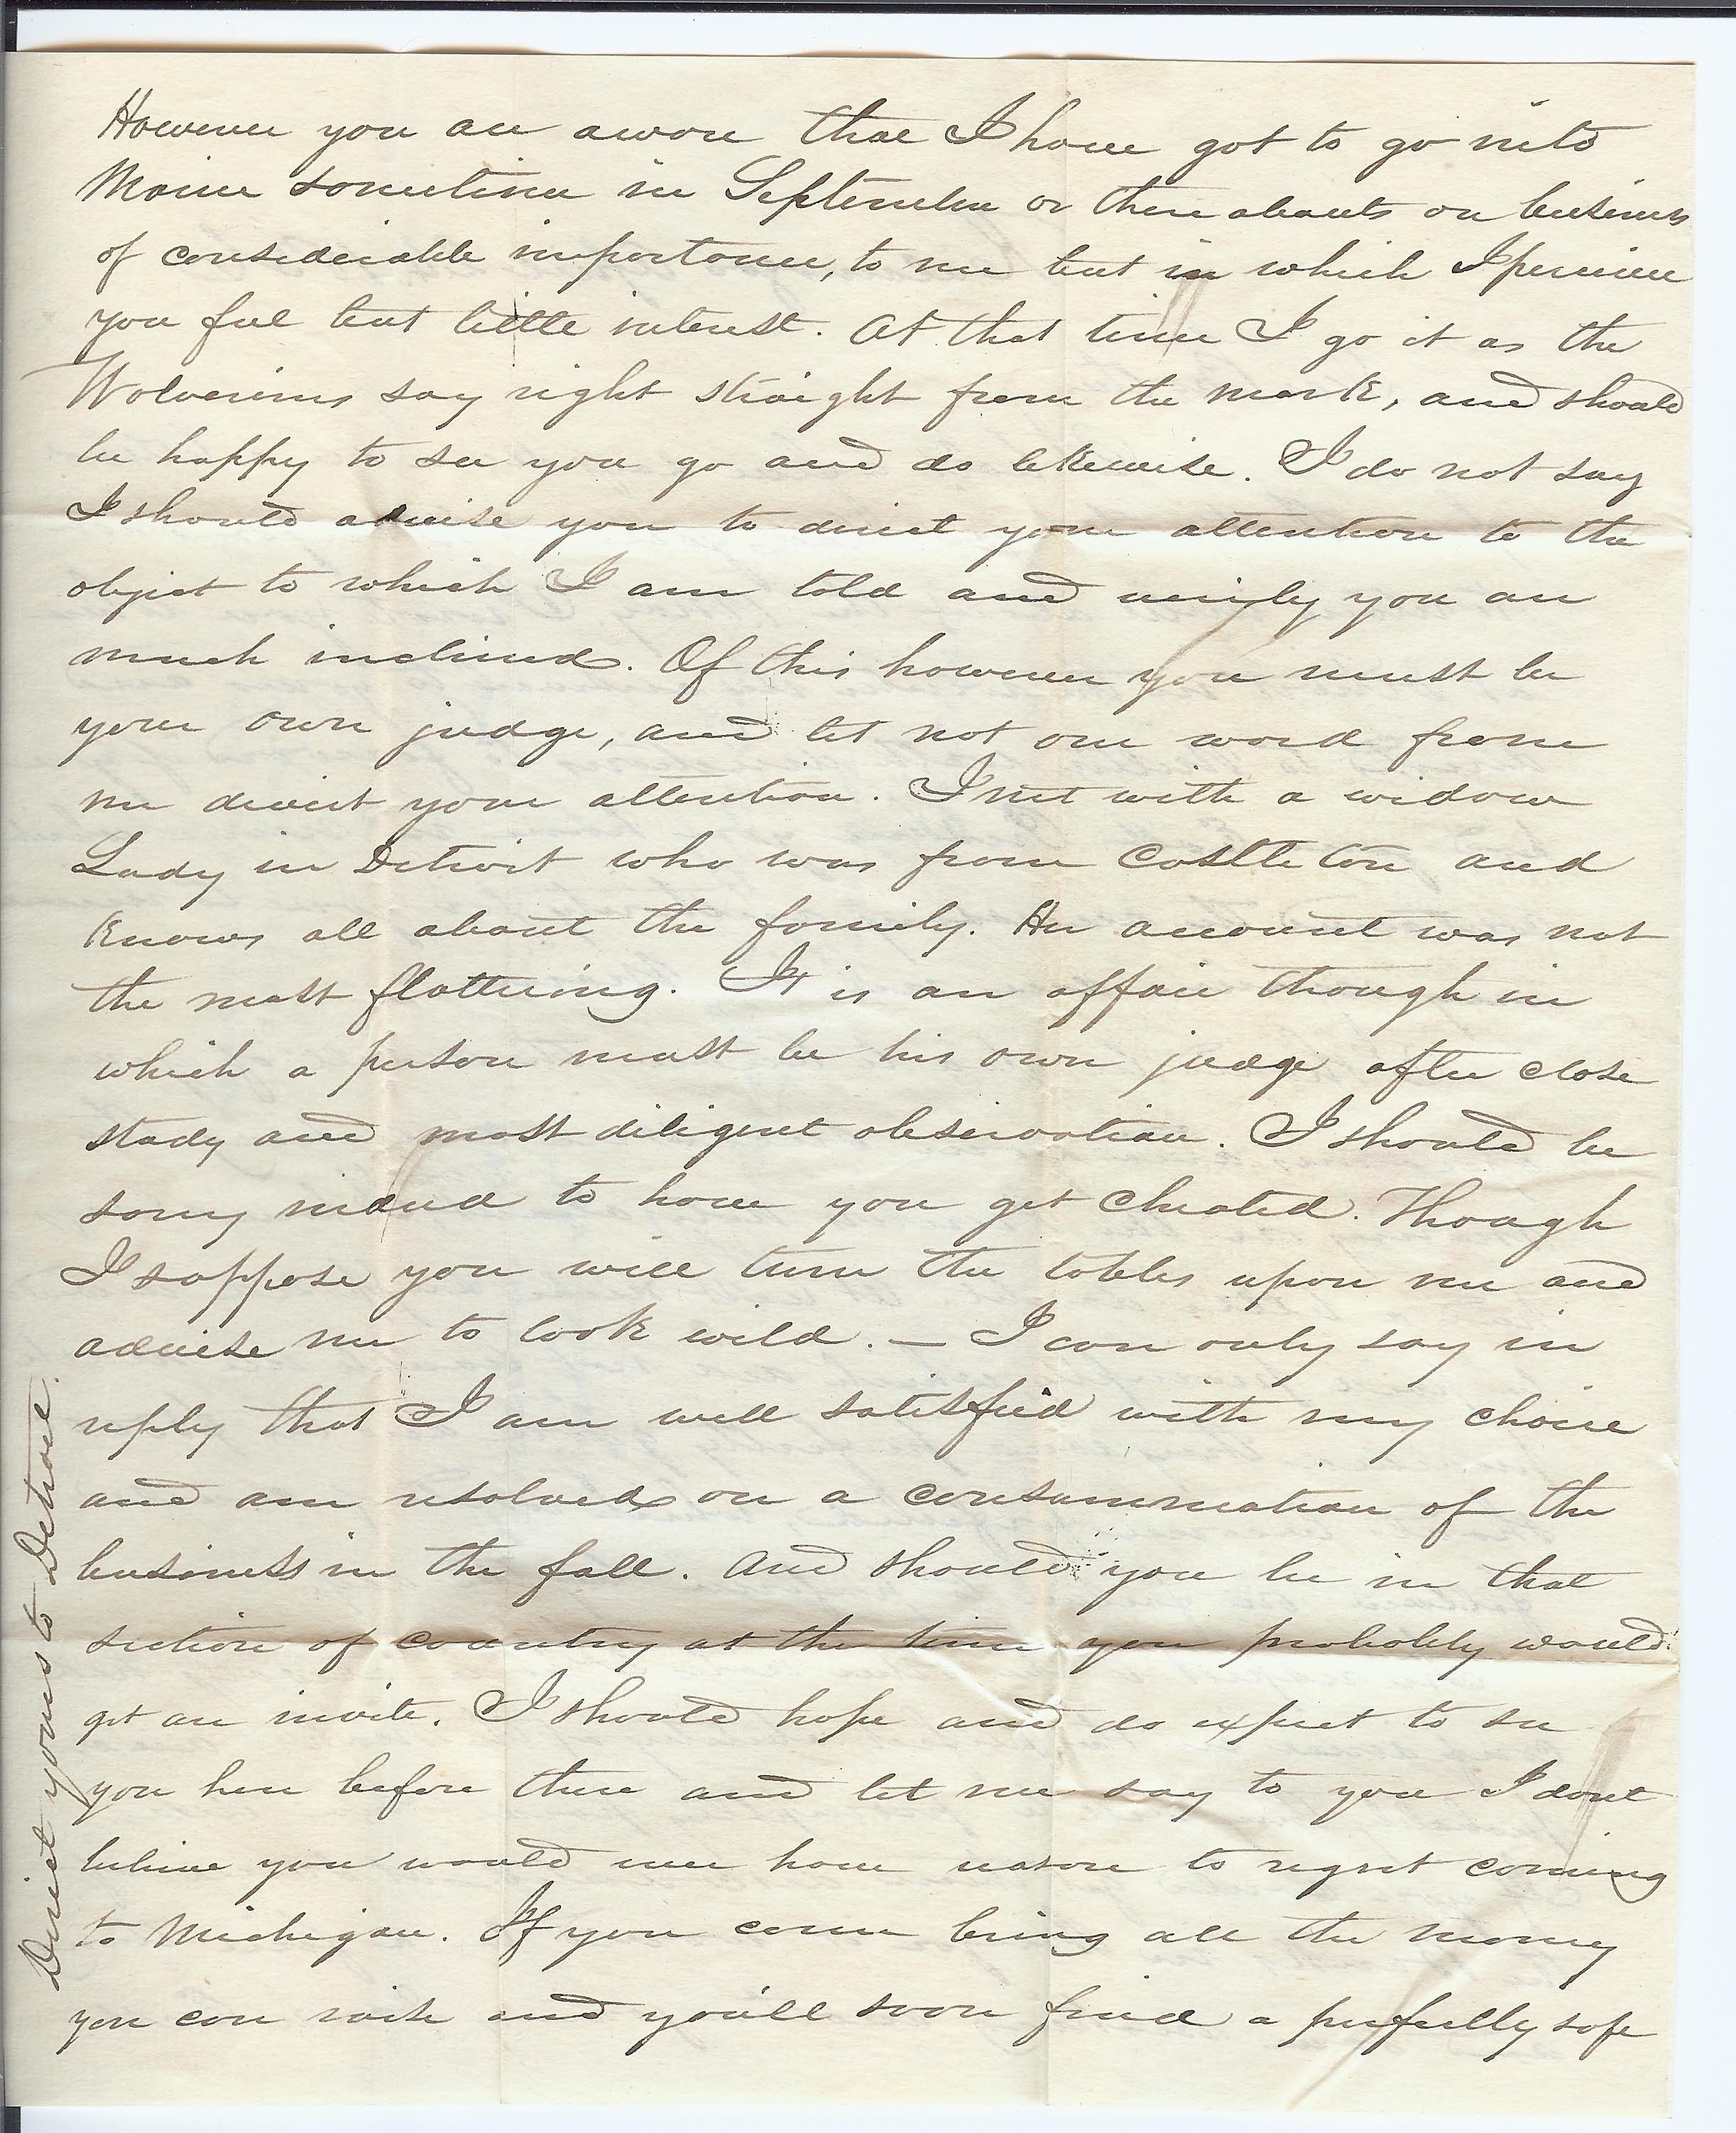 However you are aware that I have got to go into
Maine sometime in September or thereabouts on business
of considerable importance, to me but in which I perceive
you feel but little interest. At that time I go it as the
Wolverines say right straight from the mark, and should
be happy to see you go and do likewise. I do not say
I should advise you to direct your attention to the
object to which I am told and verily you are
much inclined. Of this however you must be
your own judge, and let not one word from
me divert your attention. I met with a widow
Lady in Detroit who was from Castleton and
knows all about the family. Her account was not
the most flattering. It is an affair though in
which a person must be his own judge after close
study and most diligent observation. I should be
sorry indeed to have you get cheated. Though
I suppose you will turn the tables upon me and
advise me to look wild. — I can only say in
reply that I am well satisfied with my choice
and am resolved on a consummation of the
business in the fall. And should you be in that
section of country at the time you probably would
get an invite. I should hope and do expect to see
you here before then and let me say to you I dont
believe you would ever have reason to regret coming
to Michigan. If you come bring all the money
you can raise and you'll soon find a perfectly safe
Direct yours to Detroit.